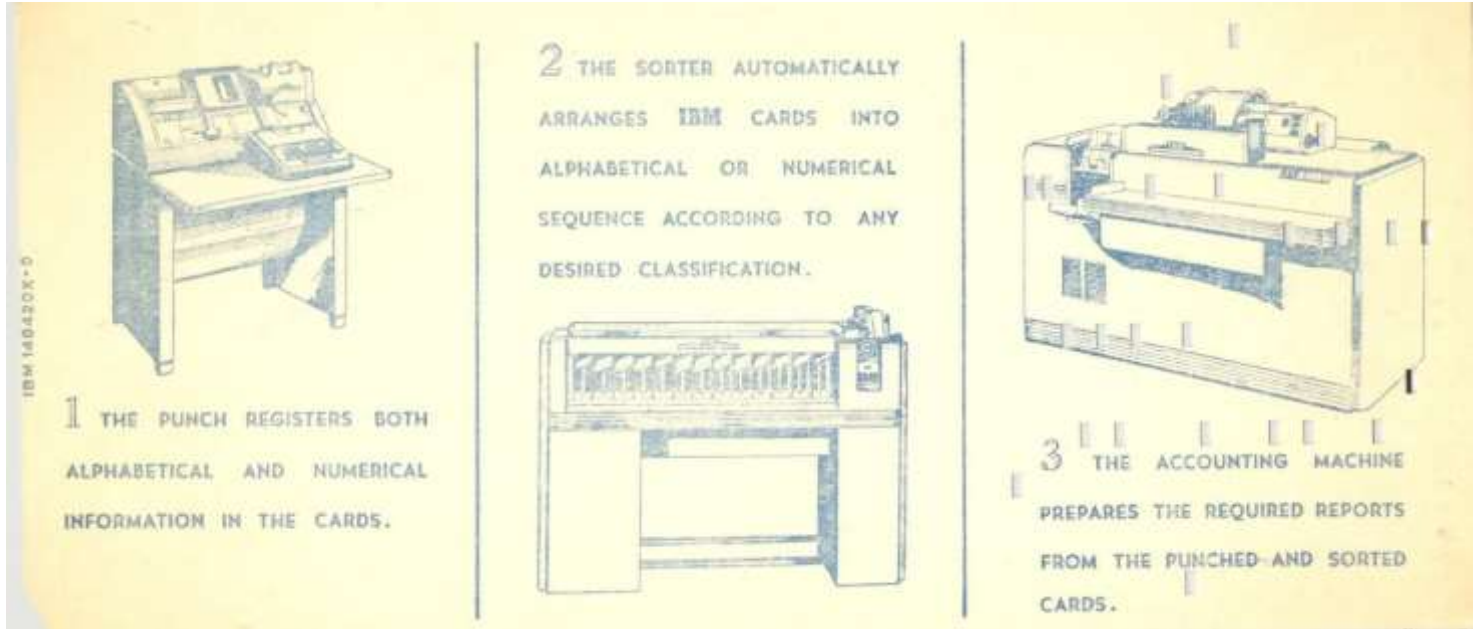 IBM 140420X-D
1 THE PUNCH REGISTERS BOTH
ALPHABETICAL AND NUMERICAL
INFORMATION IN THE CARDS.
2 THE SORTER AUTOMATICALLY
ARRANGES IBM CARDS INTO
ALPHABETICAL OR NUMERICAL
SEQUENCE ACCORDING TO ANY
DESIRED CLASSIFICATION.
3 THE ACCOUNTING MACHINE
PREPARES THE REQUIRED REPORTS
FROM THE PUNCHED AND SORTED
CARDS.